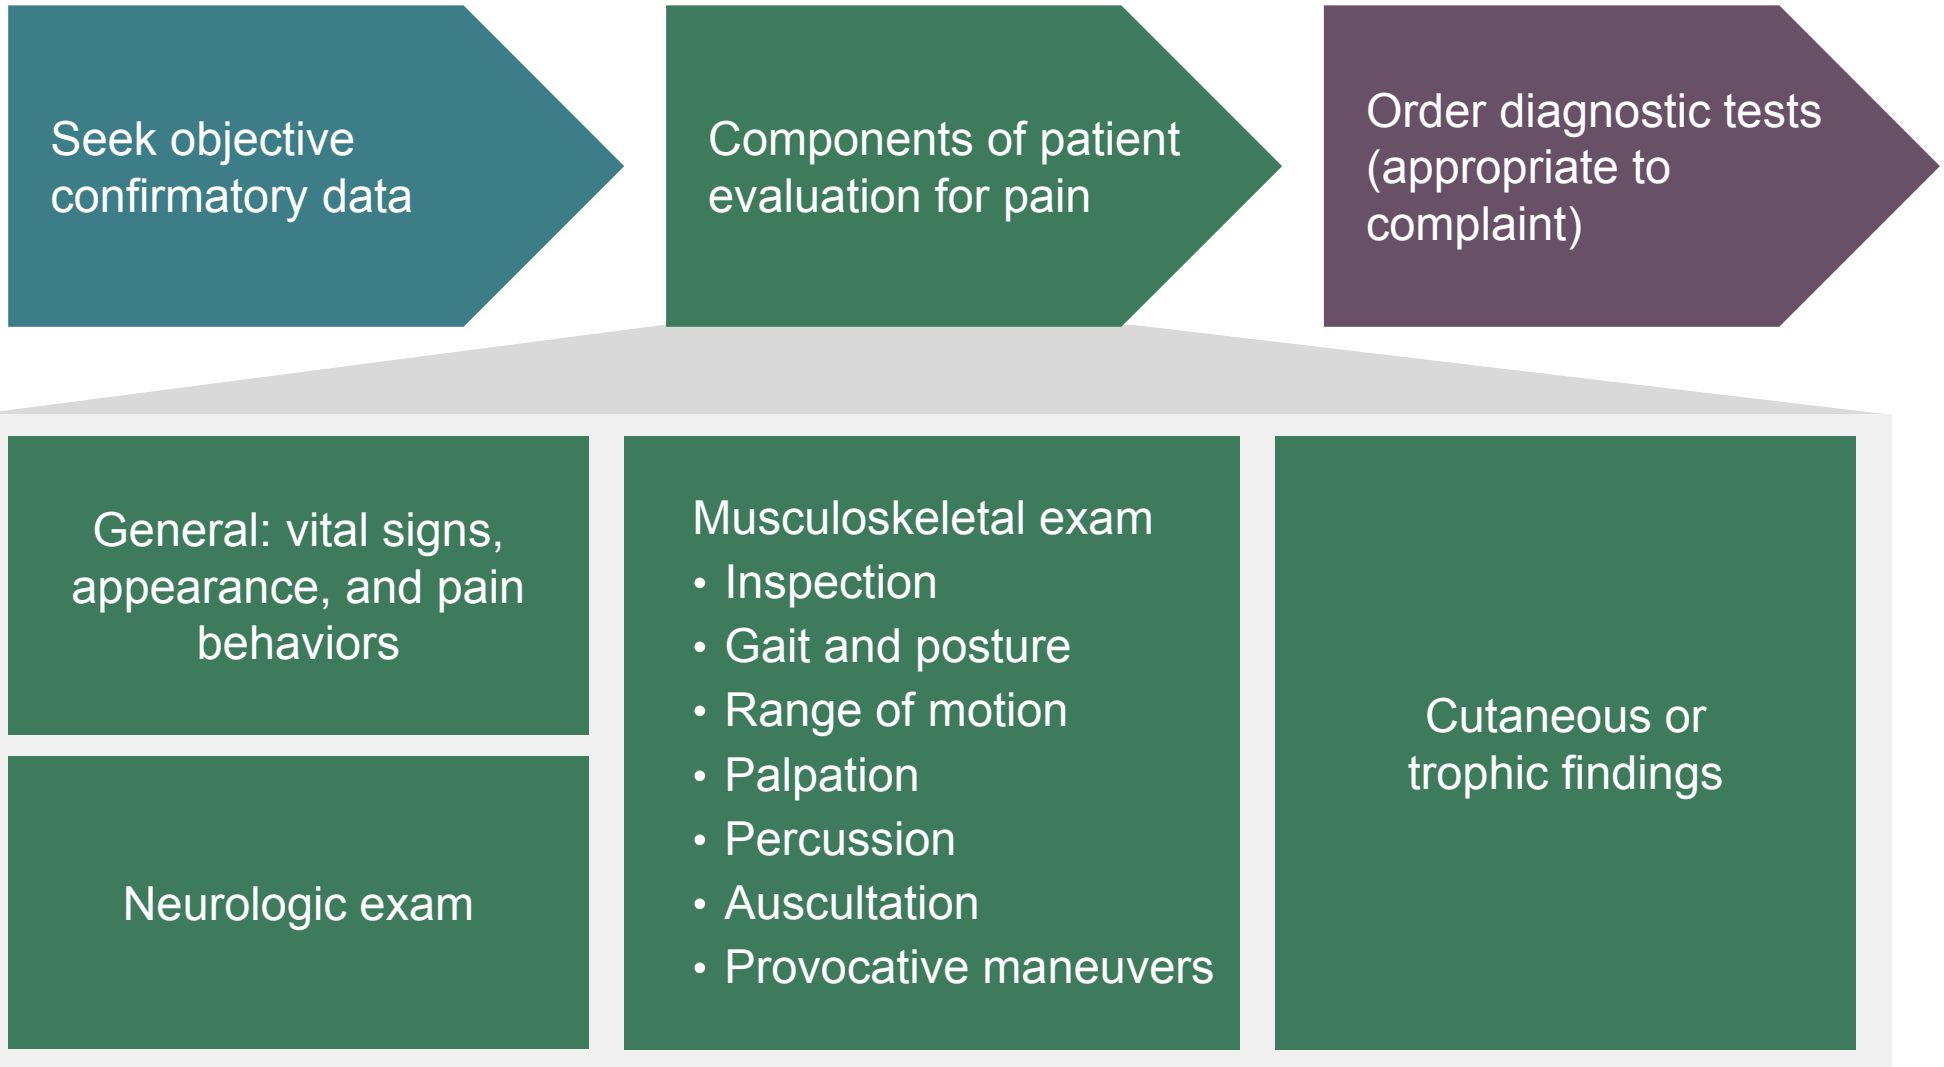 Seek objective
confirmatory data
Components of patient
evaluation for pain
Order diagnostic tests
(appropriate to
complaint)
General: vital signs,
appearance, and pain
behaviors
Neurologic exam
Musculoskeletal exam
• Inspection
• Gait and posture
• Range of motion
• Palpation
• Percussion
• Auscultation
• Provocative maneuvers
Cutaneous or
trophic findings